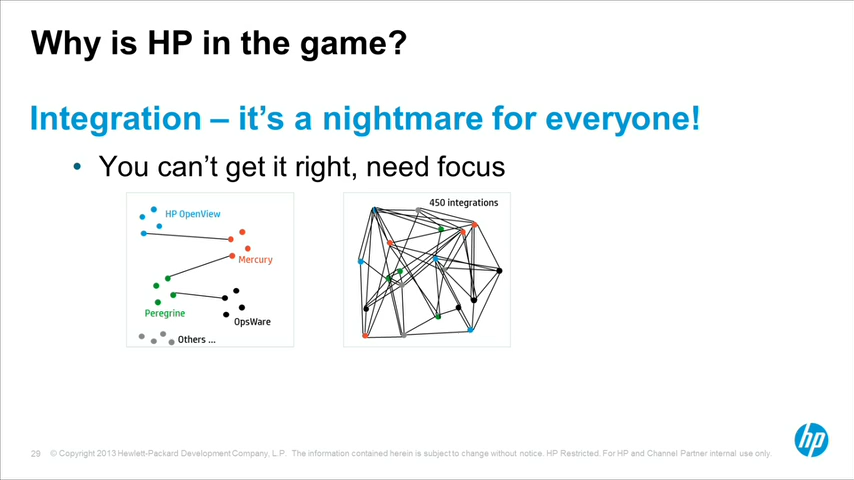 Why is HP in the game?
Integration – it's a nightmare for everyone!
• You can't get it right, need focus
HP OpenView
Mercury
Peregrine
OpsWare
Others ...
450 integrations
29 © Copyright 2013 Hewlett-Packard Development Company, L.P. The information contained herein is subject to change without notice. HP Restricted. For HP and Channel Partner internal use only.
hp